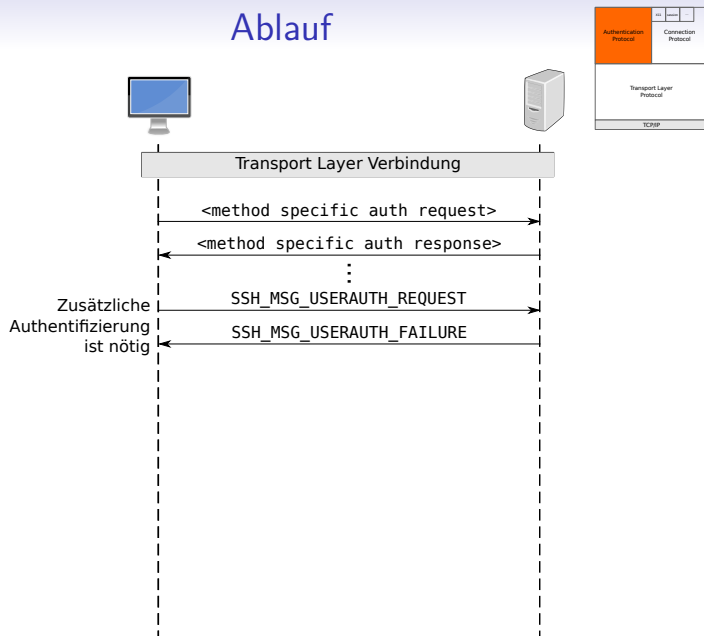 Ablauf
Authentication
Protocol
Connection
Protocol
Transport Layer
Protocol
TCP/IP
Transport Layer Verbindung
<method specific auth request>
<method specific auth response>
⋮
Zusätzliche
Authentifizierung
ist nötig
SSH_MSG_USERAUTH_REQUEST
SSH_MSG_USERAUTH_FAILURE